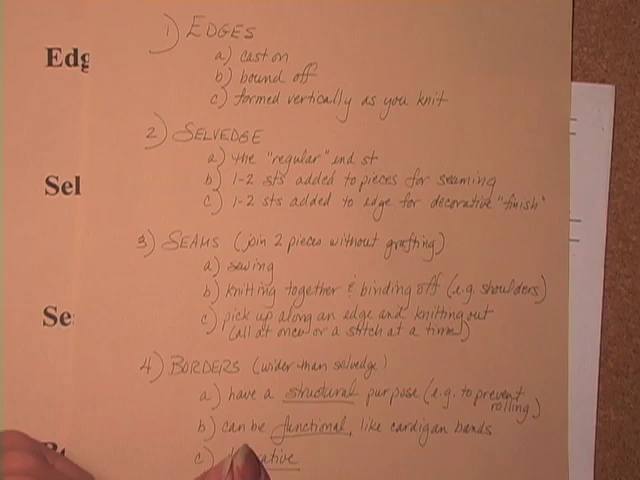 1) EDGES
Edg
a) cast on
b) bound off
c) formed vertically as you knit
2) SELVEDGE
a) the "regular" end st
Sel
b) 1-2 sts added to pieces for seaming
c) 1-2 sts added to edge for decorative "finish"
3) SEAMS (join 2 pieces without grafting)
a) sewing
b) knitting together & binding off (e.g. shoulders)
Se
c) pick up along an edge and knitting out
(all at once or a stitch at a time)
4) BORDERS (wider than selvedge)
a) have a structural purpose (e.g. to prevent
rolling)
b) can be functional, like cardigan bands
c)